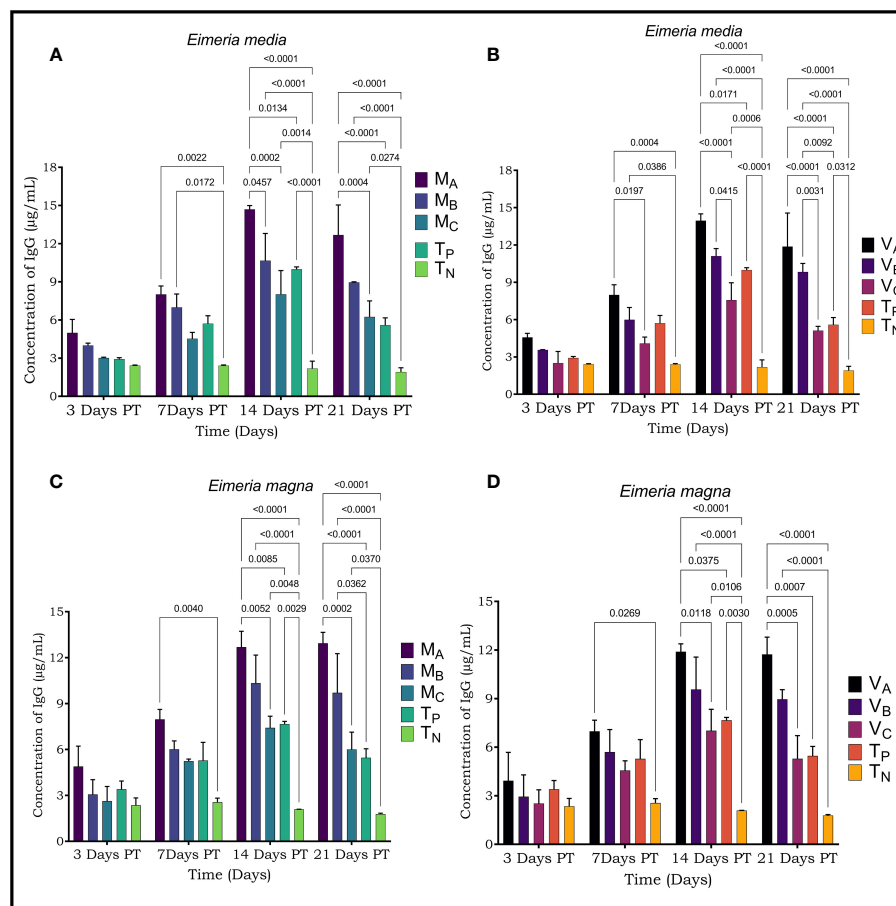 A
Eimeria media
<0.0001
<0.0001
0.0134
0.0014
0.0022
0.0002
0.0172
0.0457
<0.0001
<0.0001
<0.0001
<0.0001
0.0274
0.0004
Concentration of IgG (µg/mL)
18
15
12
9
6
3
0
3 Days PT 7Days PT 14 Days PT 21 Days PT
Time (Days)
MA
MB
MC
TP
TN
B
Eimeria media
<0.0001
<0.0001
0.0171
0.0006
0.0004
<0.0001
0.0386
<0.0001
0.0197
0.0415
<0.0001
<0.0001
<0.0001
0.0092
<0.0001
0.0312
0.0031
Concentration of IgG (µg/mL)
18
15
12
9
6
3
0
3 Days PT 7Days PT 14 Days PT 21 Days PT
Time (Days)
VA
V
V
T
T
C
Eimeria magna
<0.0001
<0.0001
0.0085
0.0048
0.0040
0.0052
0.0029
<0.0001
<0.0001
<0.0001
0.0370
0.0362
0.0002
Concentration of IgG (µg/mL)
15
12
9
6
3
0
3 Days PT 7Days PT 14 Days PT 21 Days PT
Time (Days)
MA
MB
MC
TP
TN
D
Eimeria magna
<0.0001
<0.0001
0.0375
0.0106
0.0269
0.0118
0.0030
<0.0001
<0.0001
0.0007
0.0005
Concentration of IgG (µg/mL)
15
12
9
6
3
0
3 Days PT 7Days PT 14 Days PT 21 Days PT
Time (Days)
VA
VB
VC
TP
TN